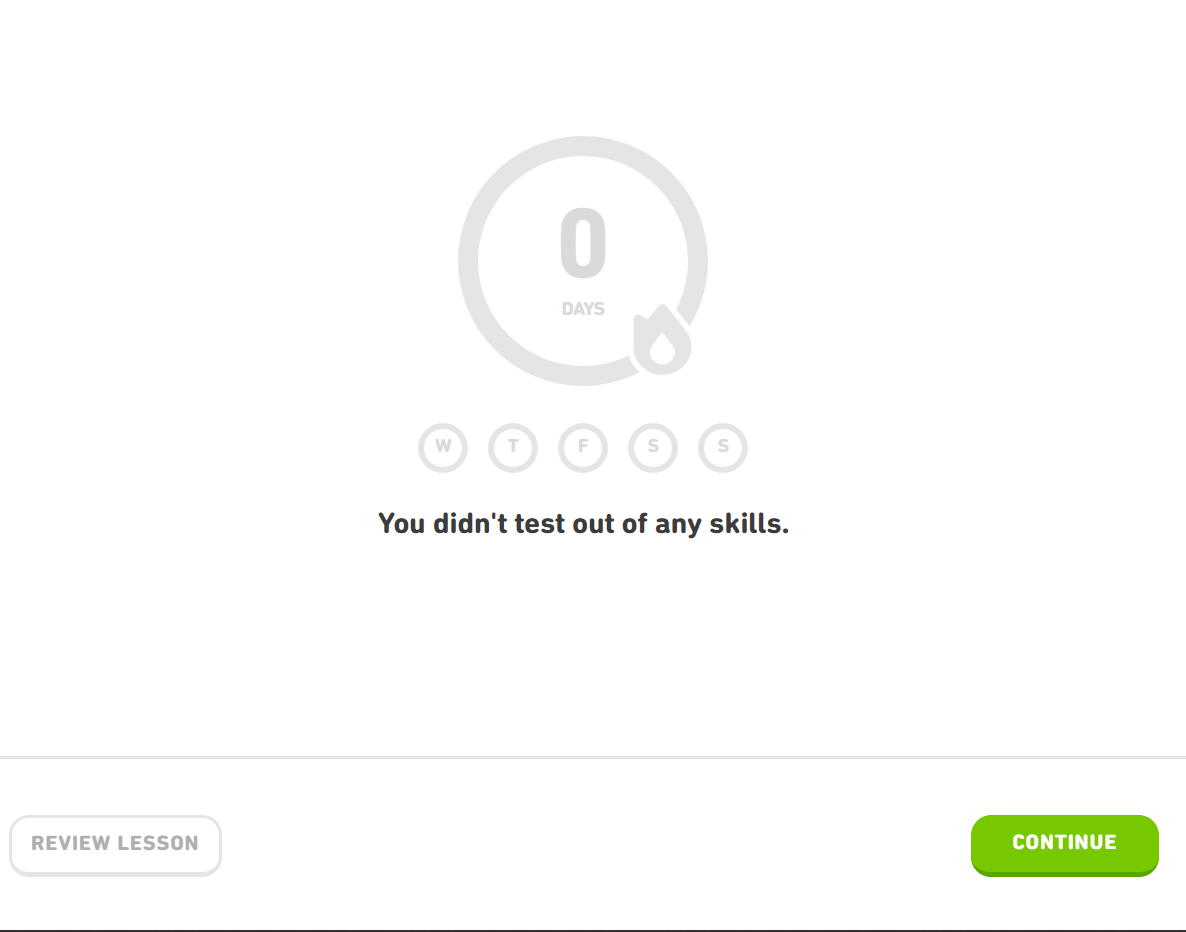 0
DAYS
W T F S S
You didn't test out of any skills.
REVIEW LESSON CONTINUE